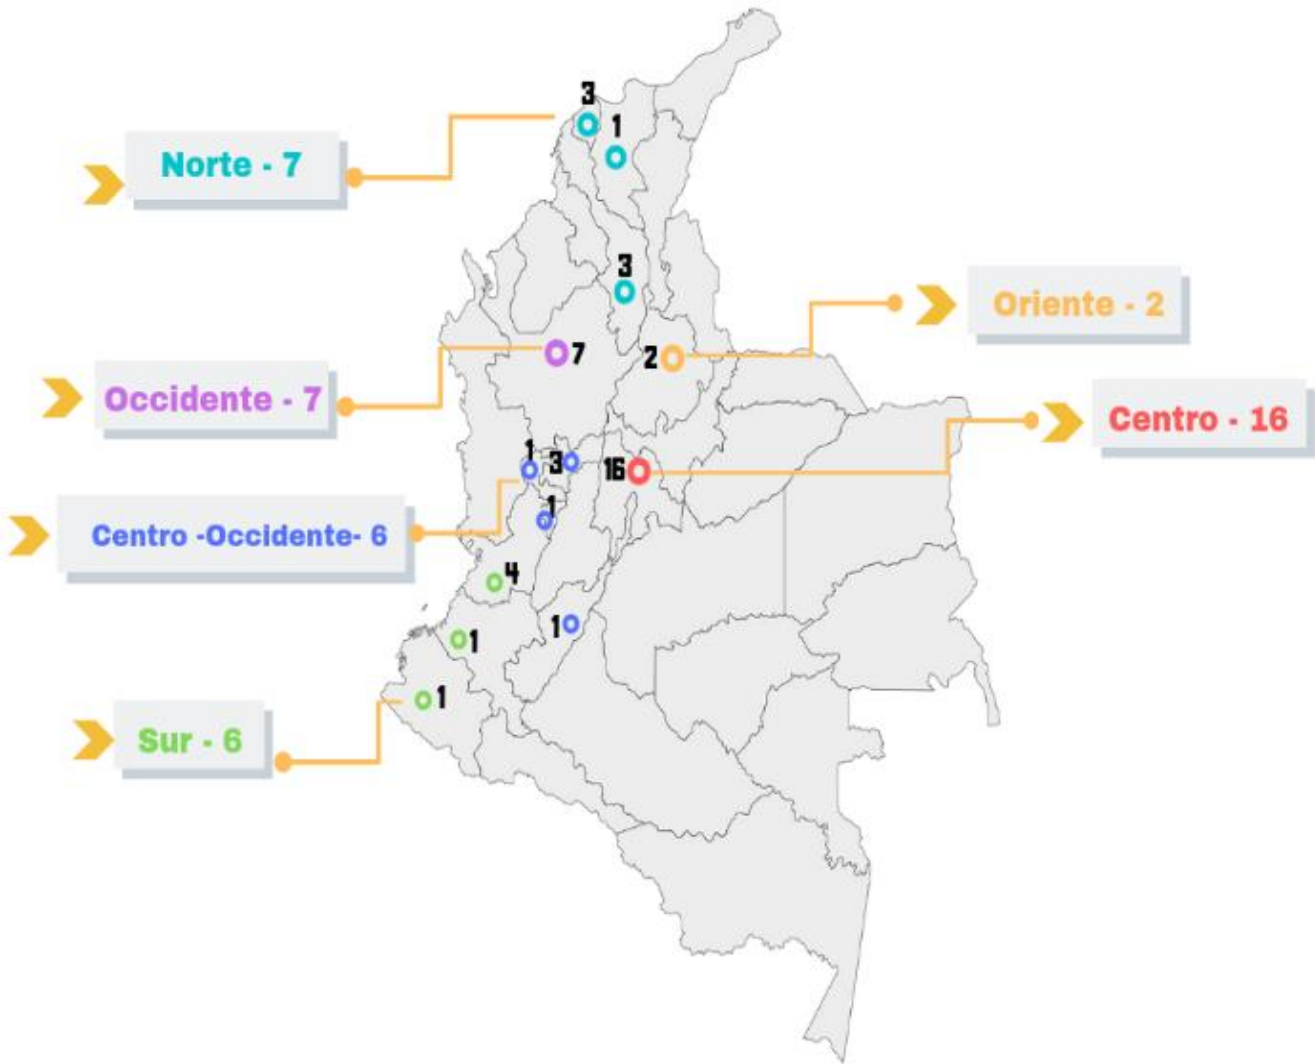 3
1
Norte - 7
3
Oriente - 2
7
2
Occidente - 7
Centro - 16
1
3
16
1
Centro -Occidente- 6
4
1
1
1
Sur - 6